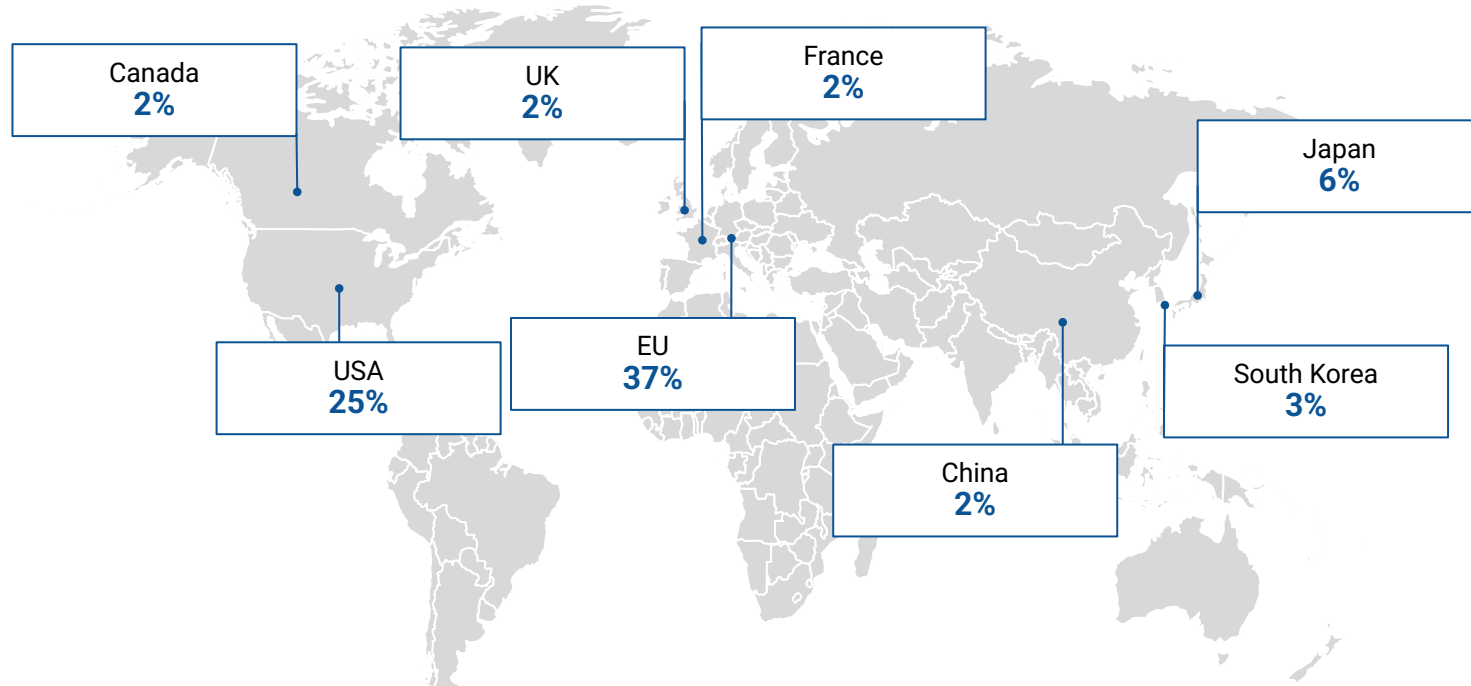 Canada
2%
UK
2%
France
2%
Japan
6%
USA
25%
EU
37%
South Korea
3%
China
2%